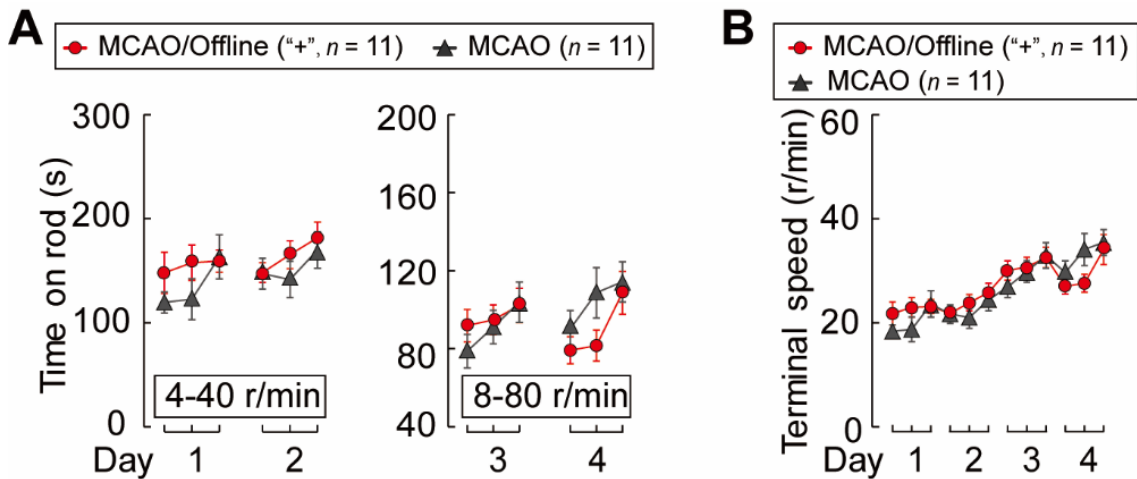 A
MCAO/Offline ("+", n = 11) MCAO (n = 11)
Time on rod (s)
300
200
100
0
4-40 r/min
Day 1 2
200
160
120
80
40
8-80 r/min
3 4
B
MCAO/Offline ("+", n = 11)
MCAO (n = 11)
Terminal speed (r/min)
60
40
20
0
Day 1 2 3 4